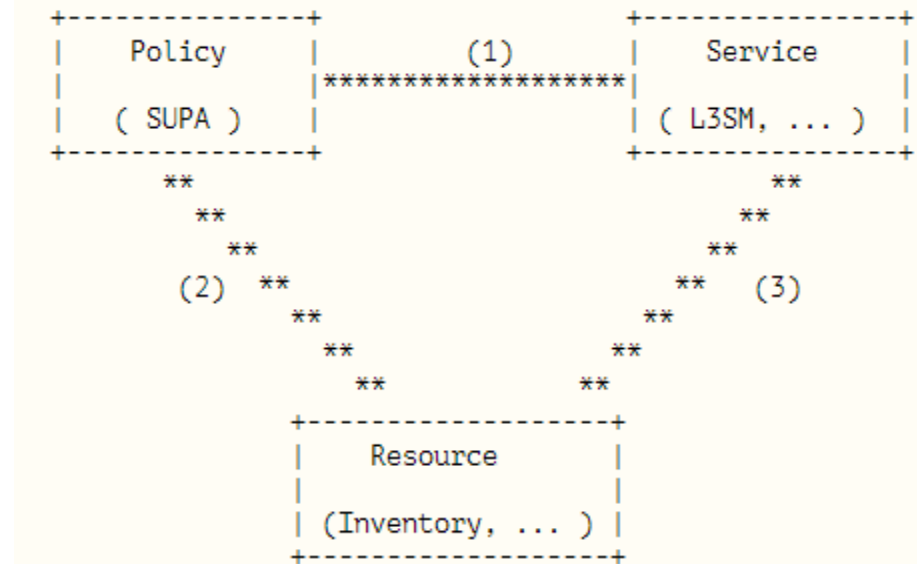 +---------------+                   +----------------+
|    Policy     |        (1)        |    Service     |
|               |*******************|                |
|   ( SUPA )    |                   | ( L3SM, ... )  |
+---------------+                   +----------------+
       **                                    **
         **                                **
           **                            **
        (2)  **                        **   (3)
               **                    **
                 **                **
                   **            **
               +-------------------+
               |    Resource       |
               |                   |
               | (Inventory, ... ) |
               +-------------------+